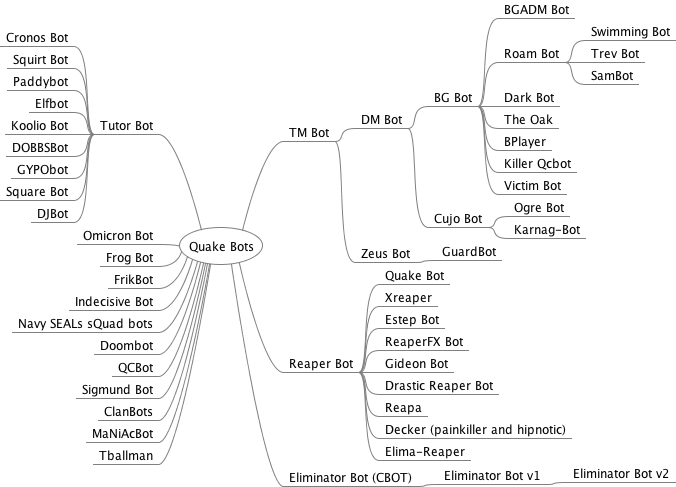 Quake Bots
Tutor Bot
Cronos Bot
Squirt Bot
Paddybot
Elfbot
Koolio Bot
DOBBSBot
GYPObot
Square Bot
DJBot
Omicron Bot
Frog Bot
FrikBot
Indecisive Bot
Navy SEALs sQuad bots
Doombot
QCBot
Sigmund Bot
ClanBots
MaNiAcBot
Tballman
TM Bot
DM Bot
BG Bot
BGADM Bot
Roam Bot
Swimming Bot
Trev Bot
SamBot
Dark Bot
The Oak
BPlayer
Killer Qcbot
Victim Bot
Cujo Bot
Ogre Bot
Karnag-Bot
Zeus Bot
GuardBot
Reaper Bot
Quake Bot
Xreaper
Estep Bot
ReaperFX Bot
Gideon Bot
Drastic Reaper Bot
Reapa
Decker (painkiller and hipnotic)
Elima-Reaper
Eliminator Bot (CBOT)
Eliminator Bot v1
Eliminator Bot v2